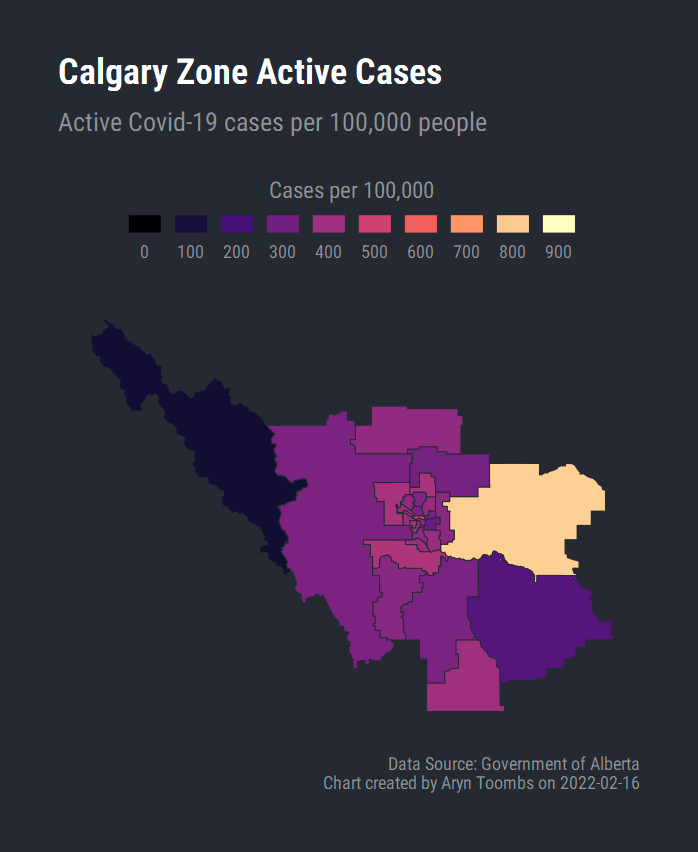 Calgary Zone Active Cases
Active Covid-19 cases per 100,000 people
Cases per 100,000
0 100 200 300 400 500 600 700 800 900
Data Source: Government of Alberta
Chart created by Aryn Toombs on 2022-02-16